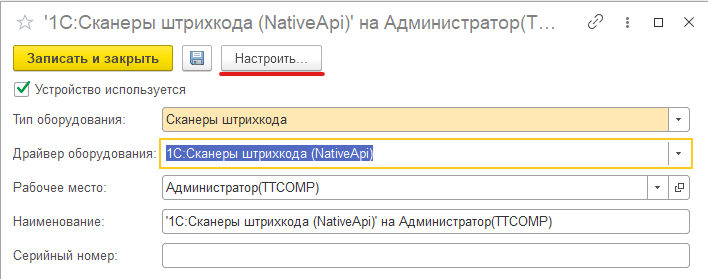 '1С:Сканеры штрихкода (NativeApi)' на Администратор(ТТ...
Записать и закрыть Настроить...
Устройство используется
Тип оборудования: Сканеры штрихкода
Драйвер оборудования: 1С:Сканеры штрихкода (NativeApi)
Рабочее место: Администратор(TTCOMP)
Наименование: '1С:Сканеры штрихкода (NativeApi)' на Администратор(TTCOMP)
Серийный номер: